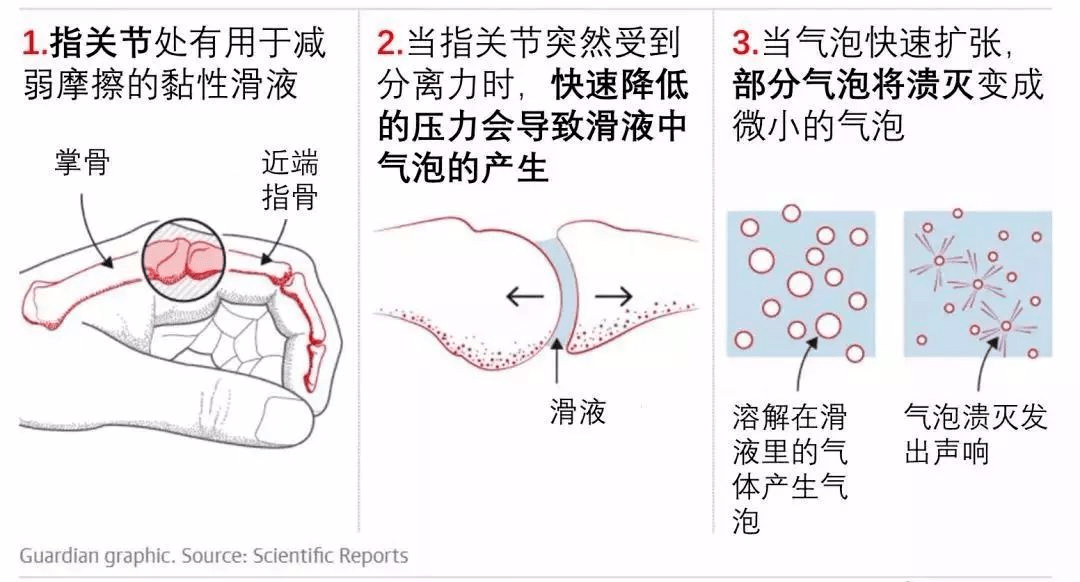 1.指关节处有用于减
弱摩擦的黏性滑液
掌骨
近端
指骨
2.当指关节突然受到
分离力时，快速降低
的压力会导致滑液中
气泡的产生
滑液
3.当气泡快速扩张，
部分气泡将溃灭变成
微小的气泡
溶解在滑
液里的气
体产生气
泡
气泡溃灭发
出声响
Guardian graphic. Source: Scientific Reports